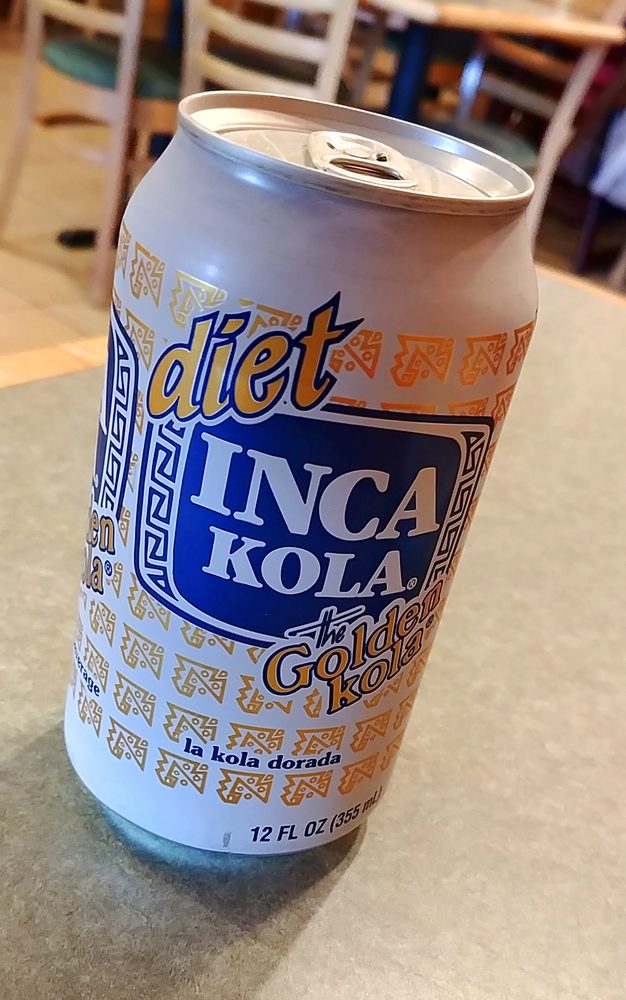 diet
INCA
KOLA®
the
Golden
kola®
la kola dorada
12 FL OZ (355 mL)